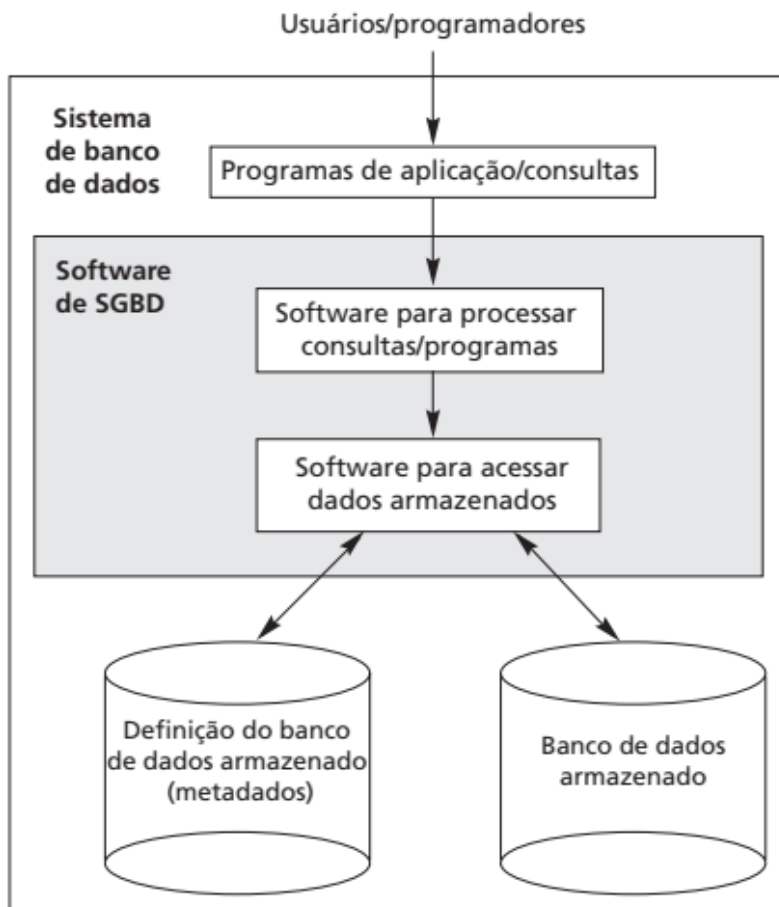 Usuários/programadores
Sistema
de banco
de dados
Programas de aplicação/consultas
Software
de SGBD
Software para processar
consultas/programas
Software para acessar
dados armazenados
Definição do banco
de dados armazenado
(metadados)
Banco de dados
armazenado